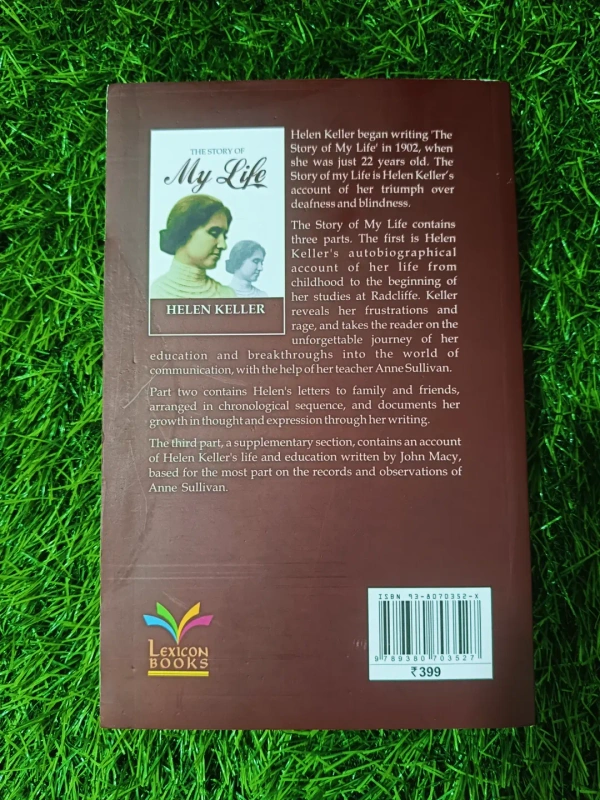 THE STORY OF
My Life
HELEN KELLER
Helen Keller began writing 'The
Story of My Life' in 1902, when
she was just 22 years old. The
Story of my Life is Helen Keller's
account of her triumph over
deafness and blindness.
The Story of My Life contains
three parts. The first is Helen
Keller's autobiographical
account of her life from
childhood to the beginning of
her studies at Radcliffe. Keller
reveals her frustrations and
rage, and takes the reader on the
unforgettable journey of her
education and breakthroughs into the world of
communication, with the help of her teacher Anne Sullivan.
Part two contains Helen's letters to family and friends,
arranged in chronological sequence, and documents her
growth in thought and expression through her writing.
The third part, a supplementary section, contains an account
of Helen Keller's life and education written by John Macy,
based for the most part on the records and observations of
Anne Sullivan.
LEXICON
BOOKS
ISBN 93-8070352-X
9 789380 703527
₹ 399